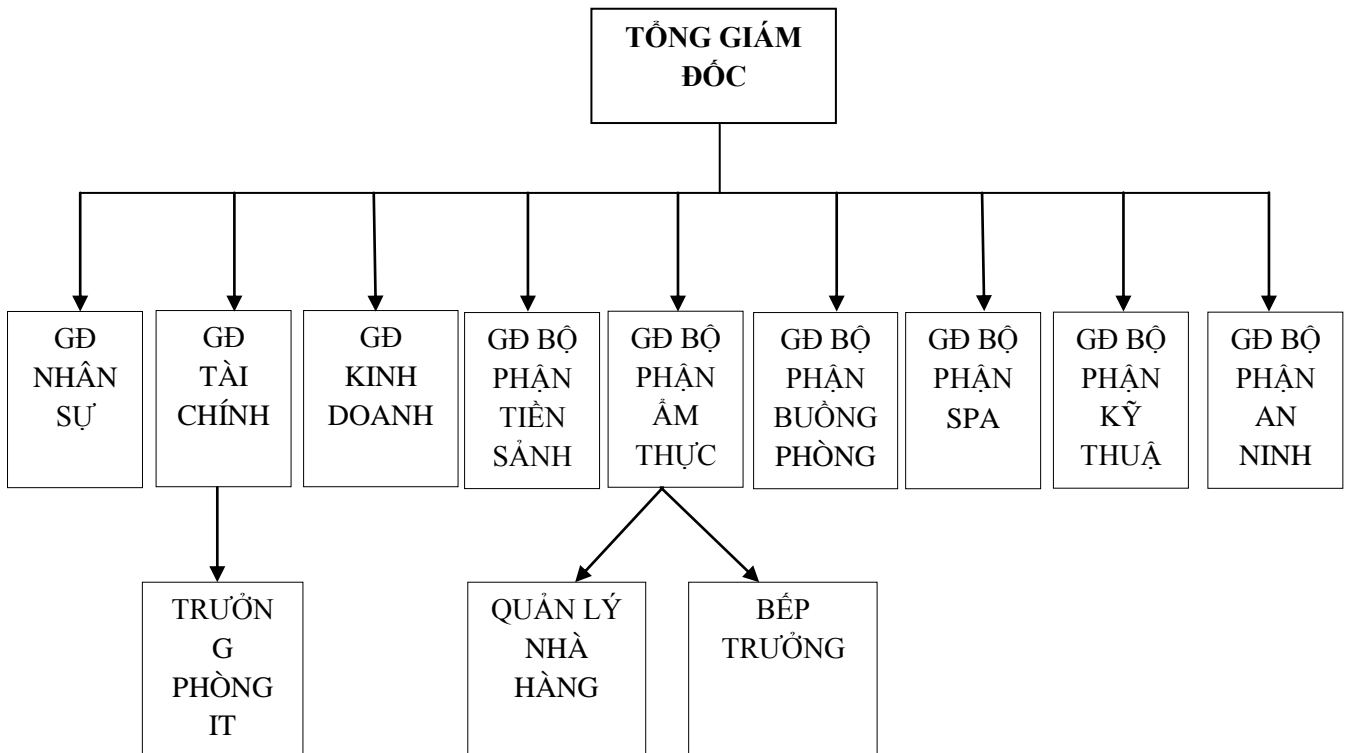 TỔNG GIÁM
ĐỐC
GĐ
NHÂN
SỰ
GĐ
TÀI
CHÍNH
GĐ
KINH
DOANH
GĐ BỘ
PHẬN
TIỀN
SẢNH
GĐ BỘ
PHẬN
ẨM
THỰC
GĐ BỘ
PHẬN
BUỒNG
PHÒNG
GĐ BỘ
PHẬN
SPA
GĐ BỘ
PHẬN
KỸ
THUẬ
GĐ BỘ
PHẬN
AN
NINH
TRƯỞN
G
PHÒNG
IT
QUẢN LÝ
NHÀ
HÀNG
BẾP
TRƯỞNG